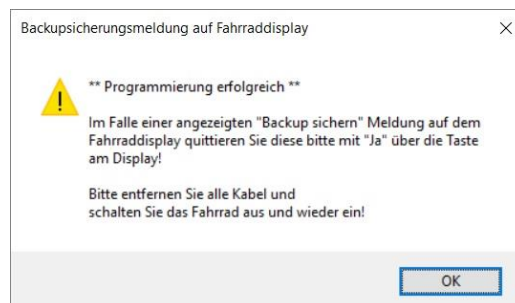 Backupsicherungsmeldung auf Fahrraddisplay
** Programmierung erfolgreich **
Im Falle einer angezeigten "Backup sichern" Meldung auf dem
Fahrraddisplay quittieren Sie diese bitte mit "Ja" über die Taste
am Display!
Bitte entfernen Sie alle Kabel und
schalten Sie das Fahrrad aus und wieder ein!
OK